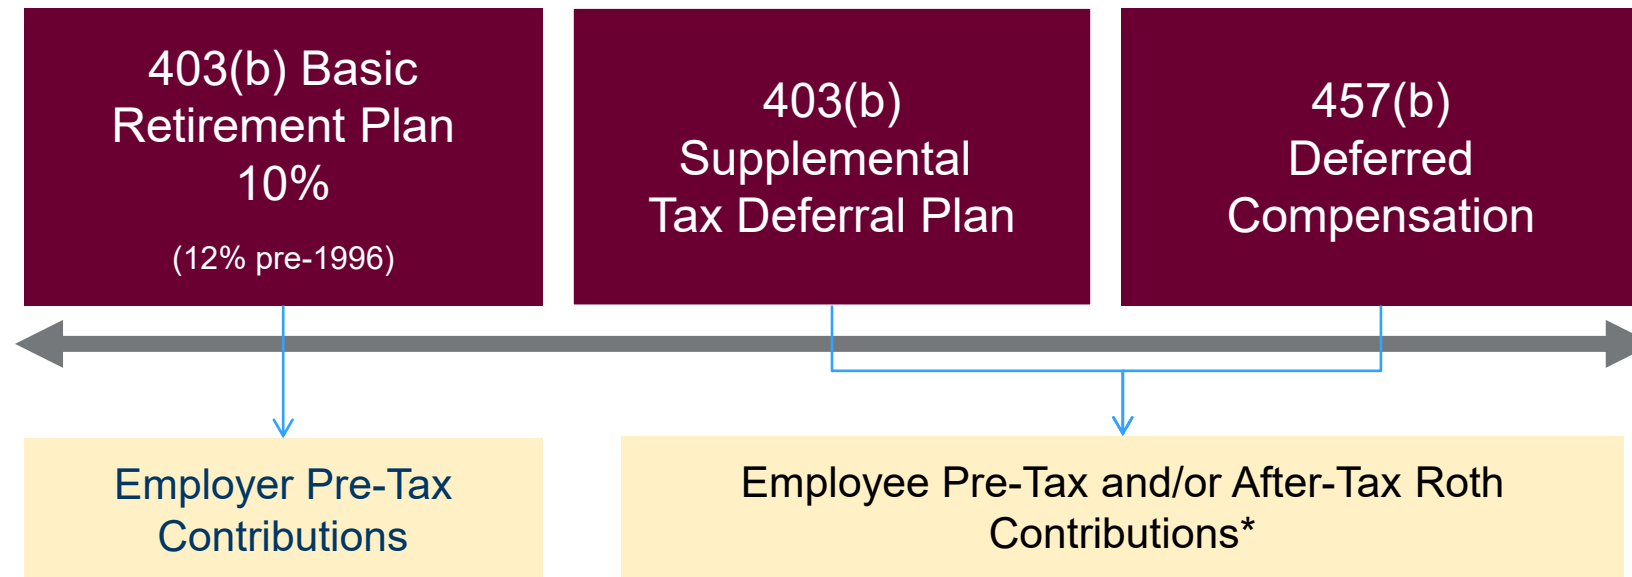 403(b) Basic
Retirement Plan
10%
(12% pre-1996)
403(b)
Supplemental
Tax Deferral Plan
457(b)
Deferred
Compensation
Employer Pre-Tax
Contributions
Employee Pre-Tax and/or After-Tax Roth
Contributions*